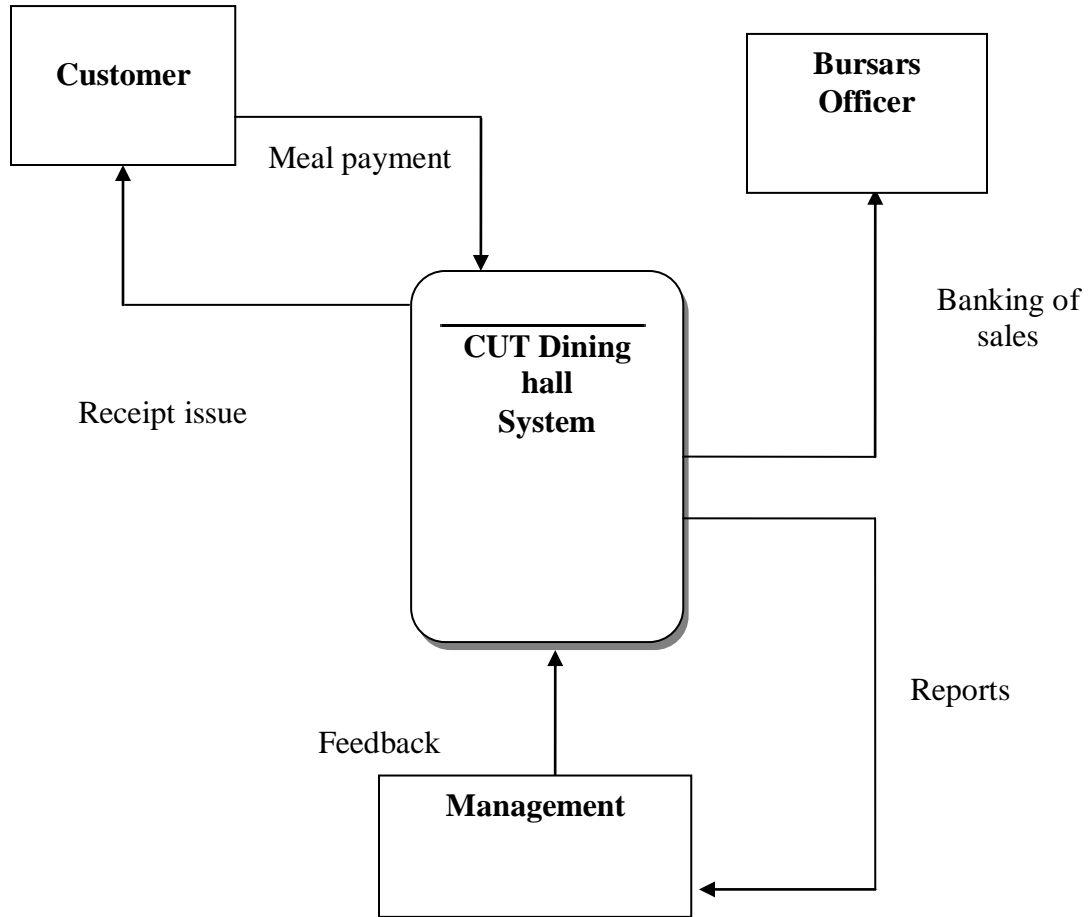 Customer
Bursars
Officer
Meal payment
Banking of
sales
CUT Dining
hall
System
Receipt issue
Reports
Feedback
Management